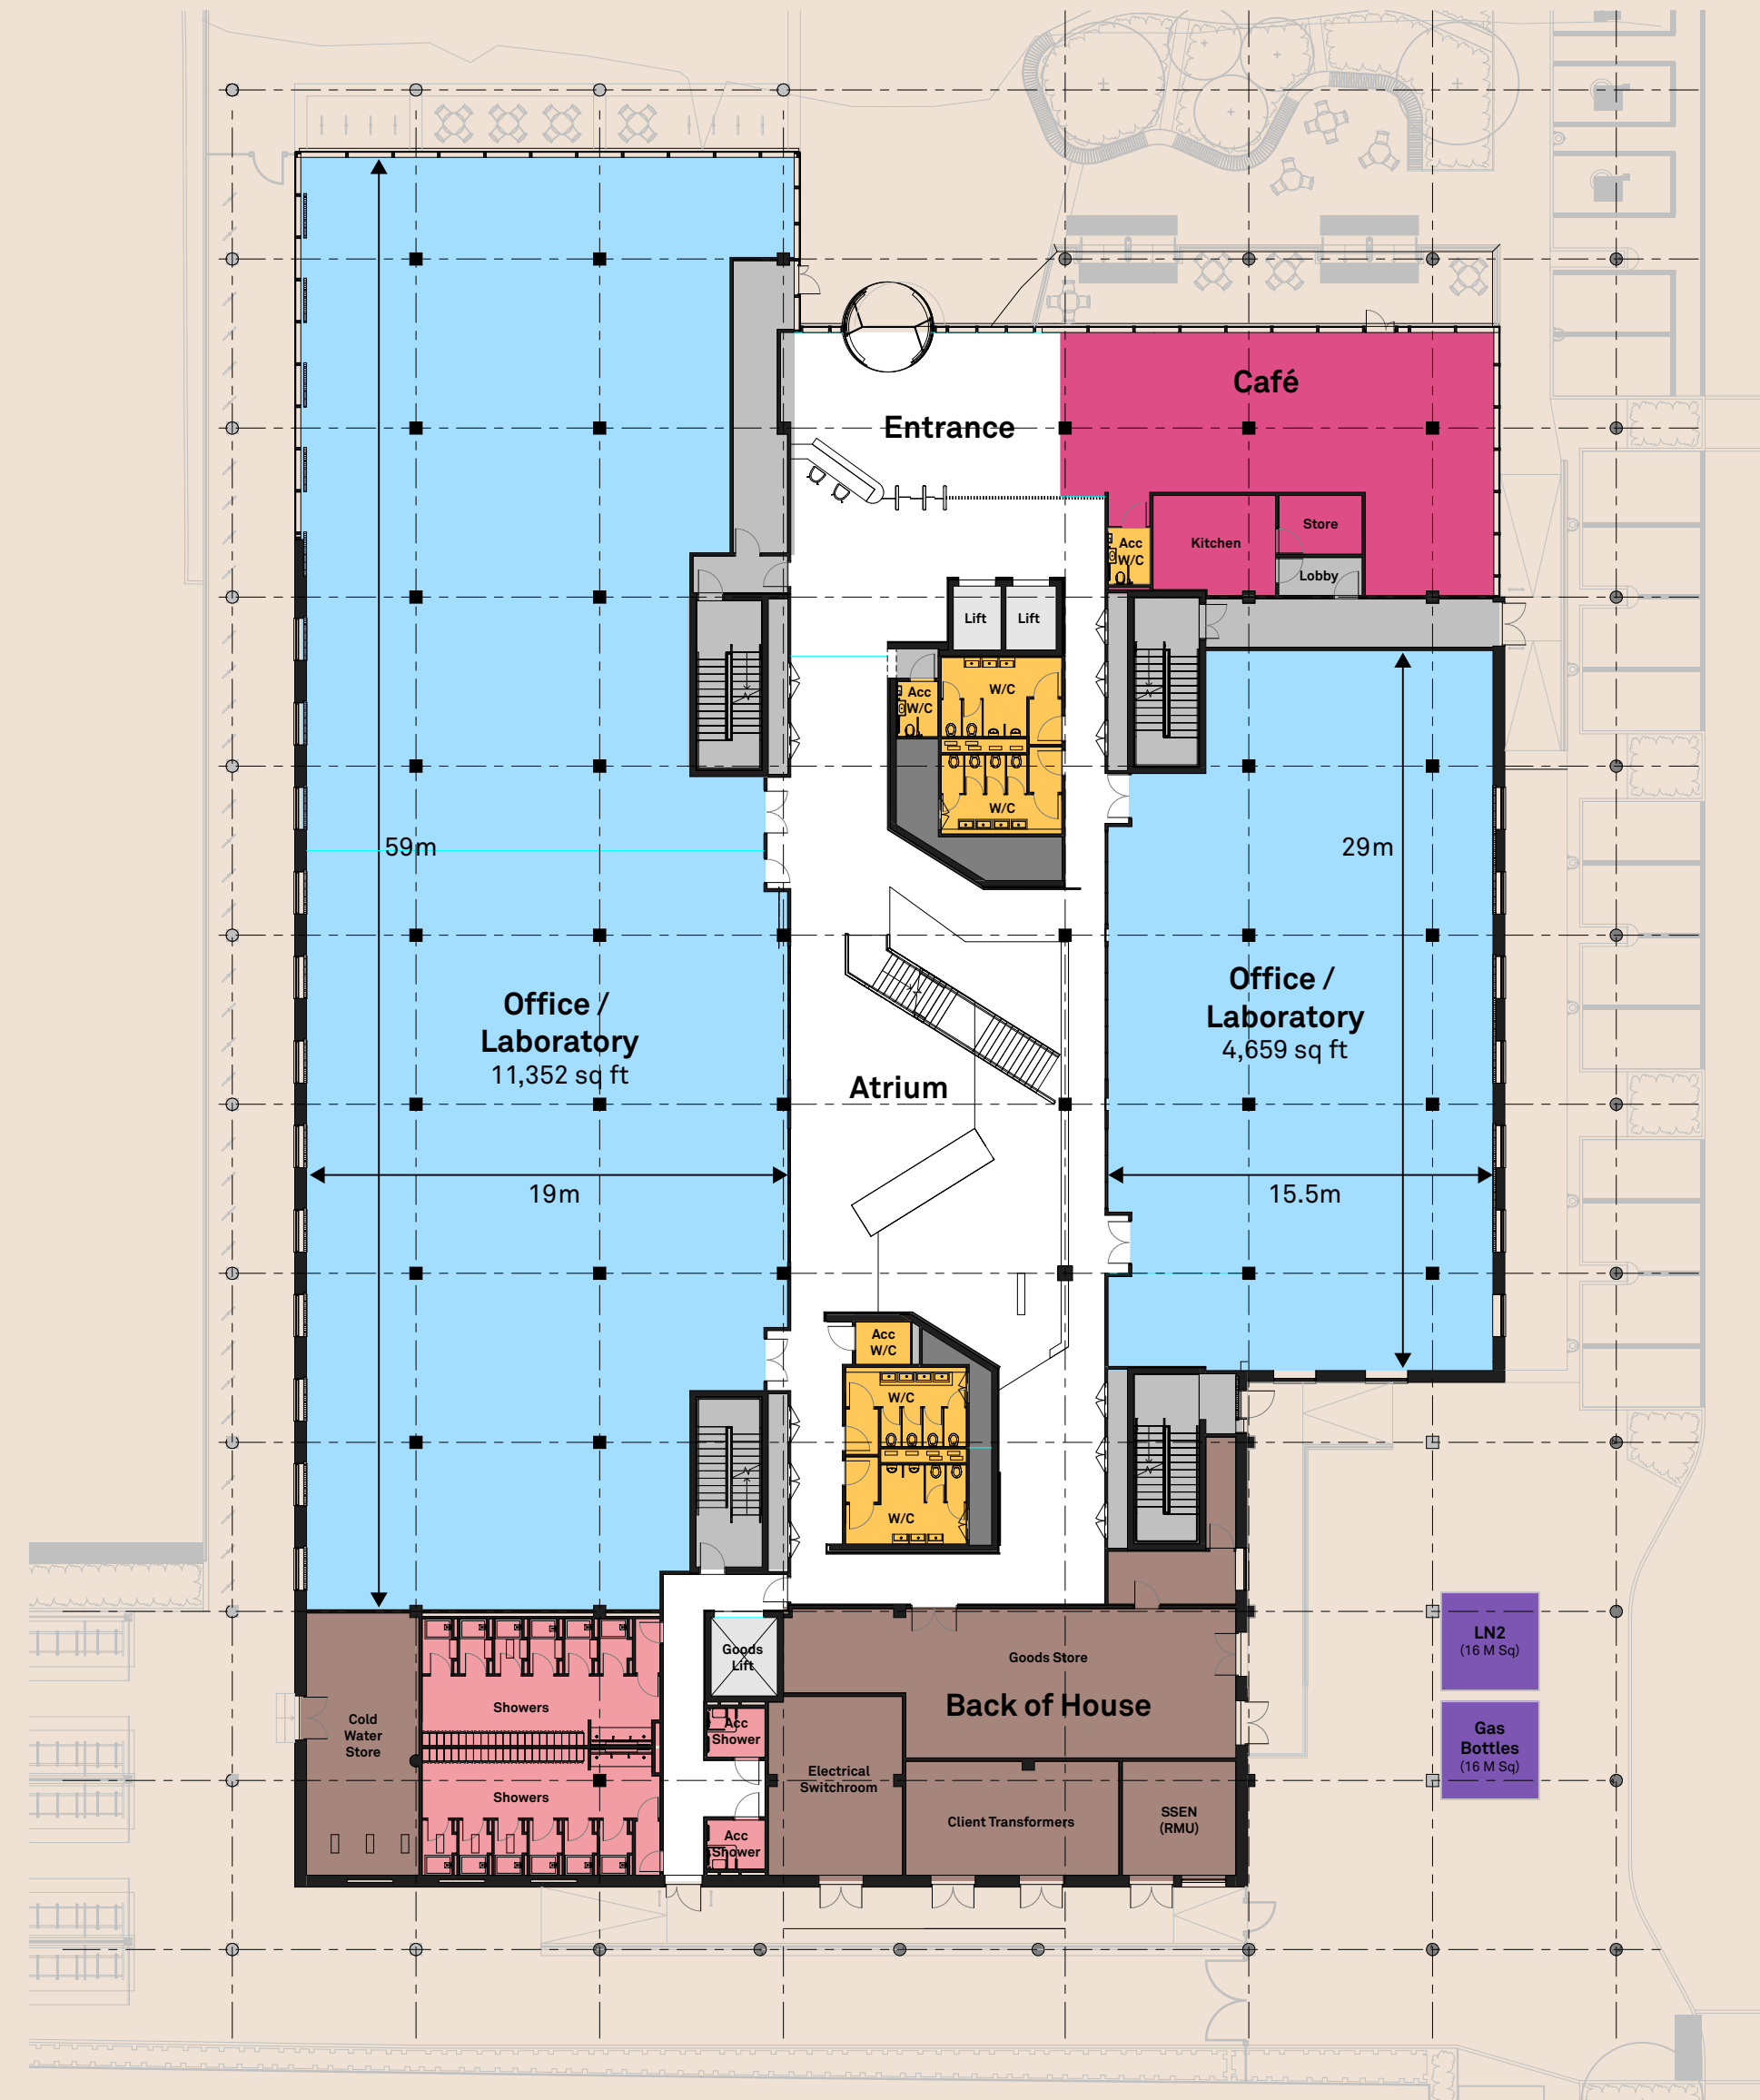 Café
Entrance
Store
Kitchen
Acc
W/C
Lobby
Lift
Lift
W/C
Acc
W/C
W/C
59m
29m
Office /
Laboratory
11,352 sq ft
Office /
Laboratory
4,659 sq ft
Atrium
19m
15.5m
Acc
W/C
W/C
W/C
LN2
(16 M Sq)
Goods
Lift
Goods Store
Back of House
Showers
Cold
Water
Store
Acc
Shower
Gas
Bottles
(16 M Sq)
Electrical
Switchroom
Showers
Client Transformers
SSEN
(RMU)
Acc
Shower